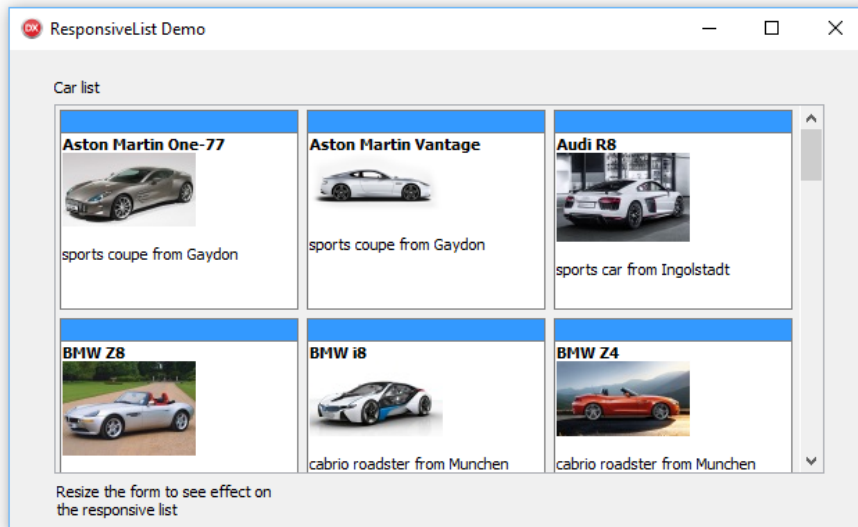 DX ResponsiveList Demo
Car list
Aston Martin One-77
sports coupe from Gaydon
Aston Martin Vantage
sports coupe from Gaydon
Audi R8
sports car from Ingolstadt
BMW Z8
BMW i8
cabrio roadster from Munchen
BMW Z4
cabrio roadster from Munchen
Resize the form to see effect on
the responsive list